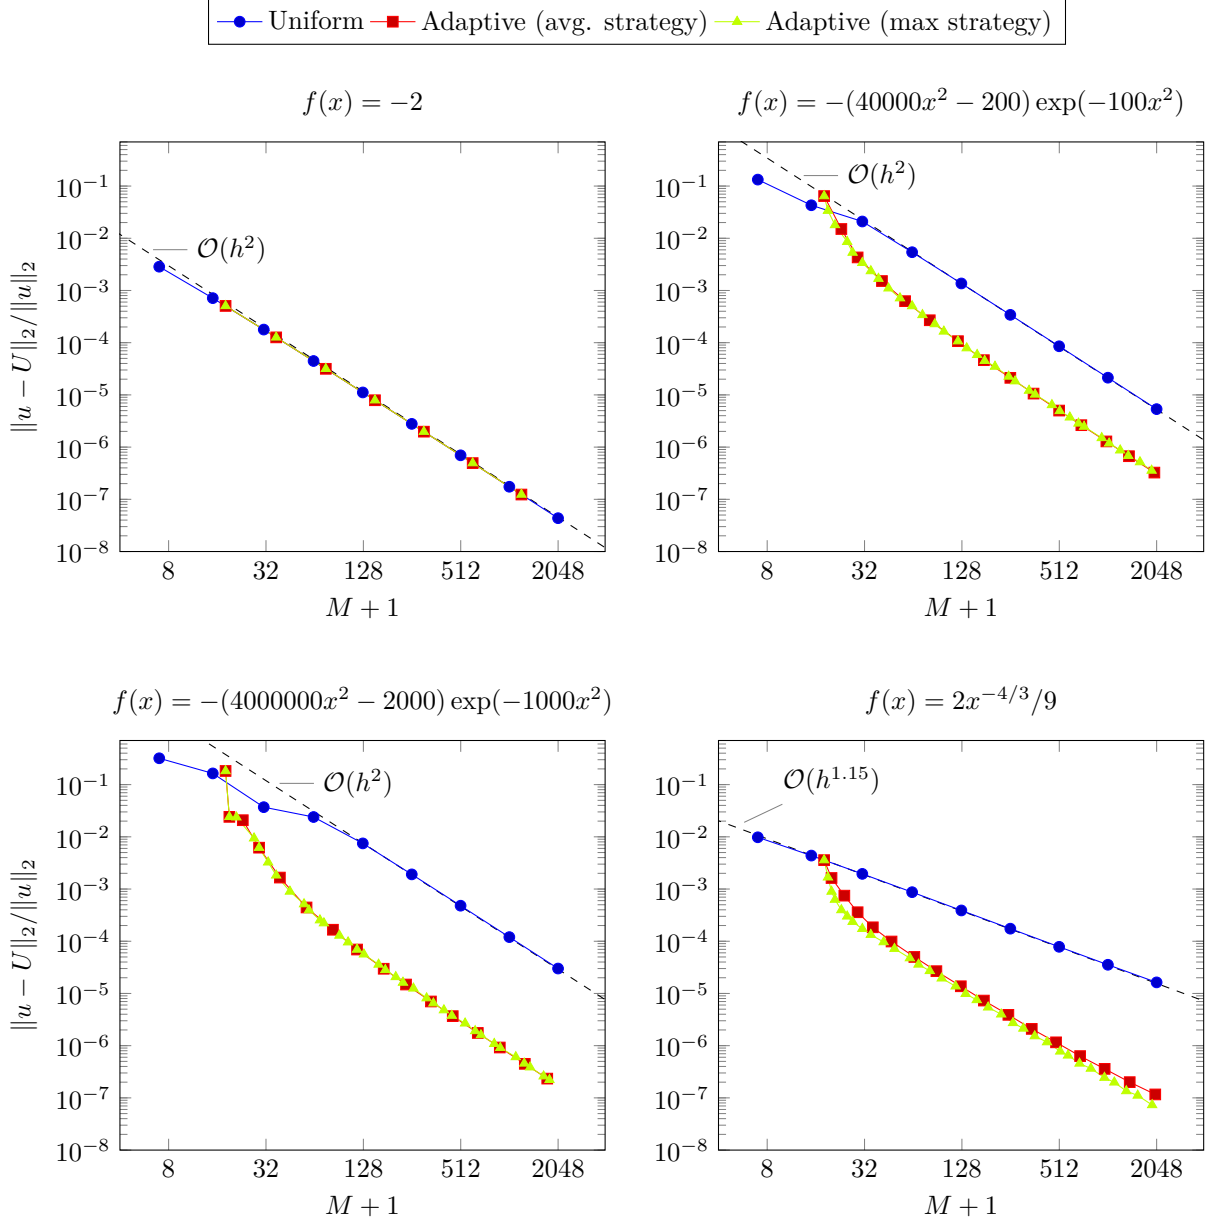 Uniform Adaptive (avg. strategy) Adaptive (max strategy)
f(x) = −2
10⁻¹
10⁻²
10⁻³
10⁻⁴
10⁻⁵
10⁻⁶
10⁻⁷
10⁻⁸
‖u − U‖₂/‖u‖₂
𝒪(h²)
8 32 128 512 2048
M + 1
f(x) = −(40000x² − 200) exp(−100x²)
10⁻¹
10⁻²
10⁻³
10⁻⁴
10⁻⁵
10⁻⁶
10⁻⁷
10⁻⁸
𝒪(h²)
8 32 128 512 2048
M + 1
f(x) = −(4000000x² − 2000) exp(−1000x²)
10⁻¹
10⁻²
10⁻³
10⁻⁴
10⁻⁵
10⁻⁶
10⁻⁷
10⁻⁸
‖u − U‖₂/‖u‖₂
𝒪(h²)
8 32 128 512 2048
M + 1
f(x) = 2x⁻⁴ᐟ³/9
10⁻¹
10⁻²
10⁻³
10⁻⁴
10⁻⁵
10⁻⁶
10⁻⁷
10⁻⁸
𝒪(h¹·¹⁵)
8 32 128 512 2048
M + 1